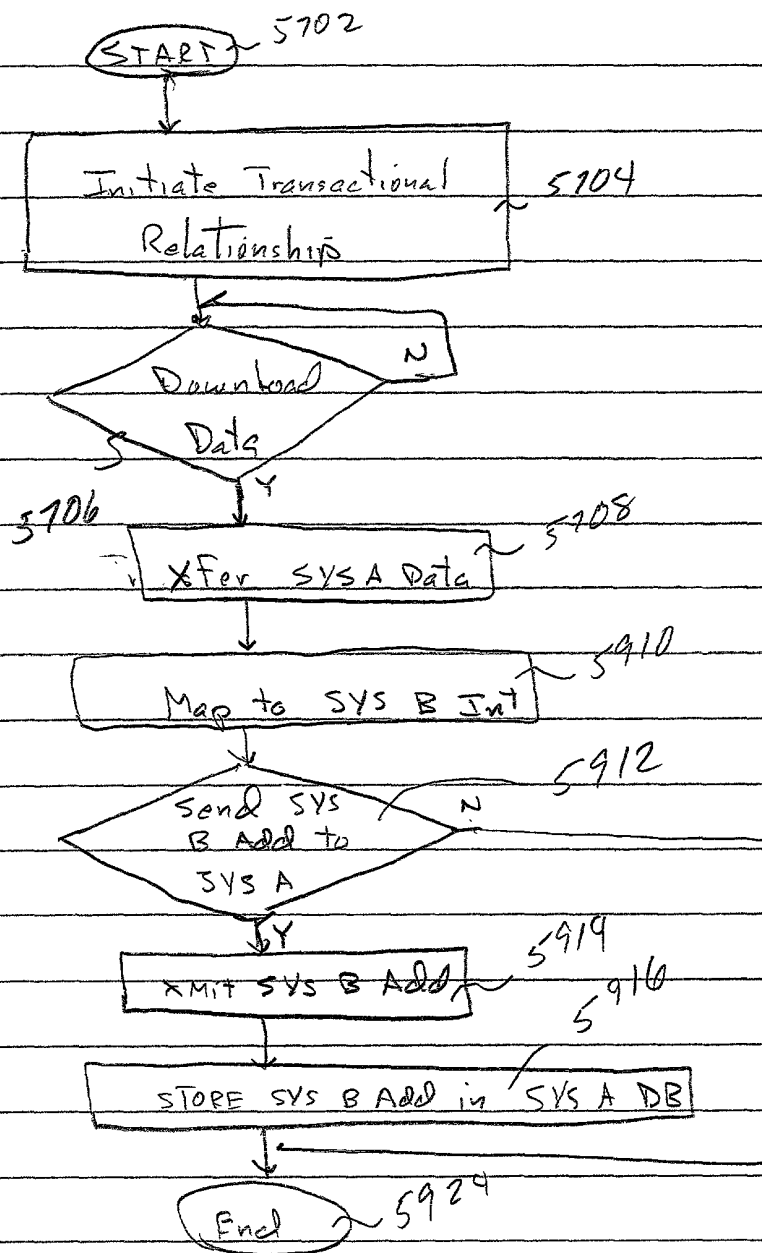 START 5702
Initiate Transactional 5704
Relationship
N
Download
Data
Y
5706
5708
XFer SYS A Data
5910
Map to SYS B Int
5912
Send SYS N
B Add to
SYS A
Y
5914
XMit SYS B Add
5916
STORE SYS B Add in SYS A DB
End 5924